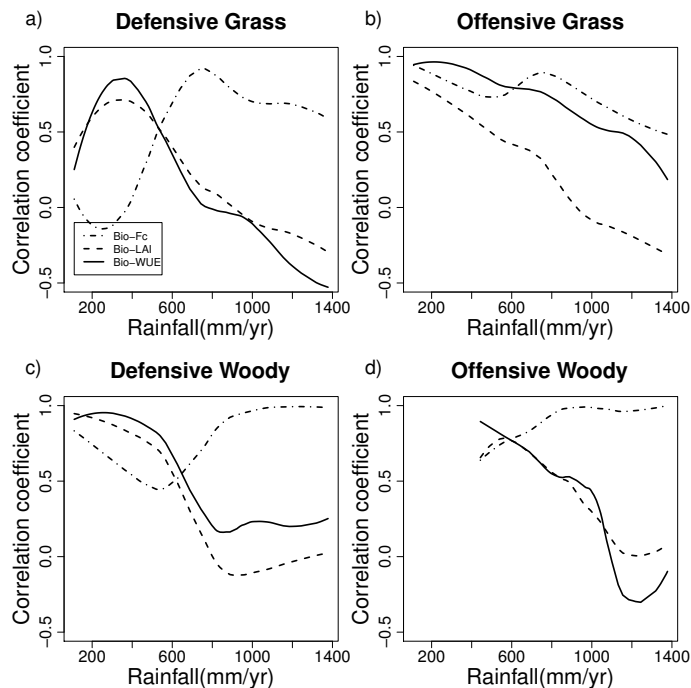 a) Defensive Grass
Correlation coefficient
1.0
0.5
0.0
−0.5
Bio−Fc
Bio−LAI
Bio−WUE
200 600 1000 1400
Rainfall(mm/yr)
b) Offensive Grass
Correlation coefficient
1.0
0.5
0.0
−0.5
200 600 1000 1400
Rainfall(mm/yr)
c) Defensive Woody
Correlation coefficient
1.0
0.5
0.0
−0.5
200 600 1000 1400
Rainfall(mm/yr)
d) Offensive Woody
Correlation coefficient
1.0
0.5
0.0
−0.5
200 600 1000 1400
Rainfall(mm/yr)